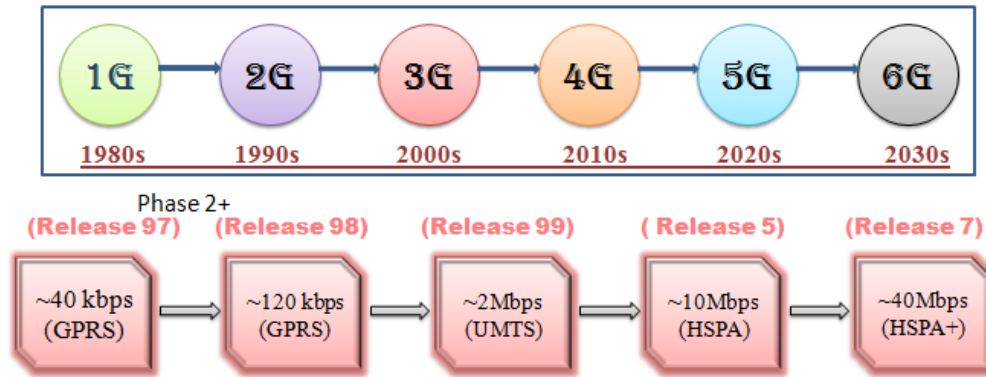 1G 2G 3G 4G 5G 6G
1980s 1990s 2000s 2010s 2020s 2030s
Phase 2+
(Release 97) (Release 98) (Release 99) ( Release 5) (Release 7)
~40 kbps ~120 kbps ~2Mbps ~10Mbps ~40Mbps
(GPRS) (GPRS) (UMTS) (HSPA) (HSPA+)